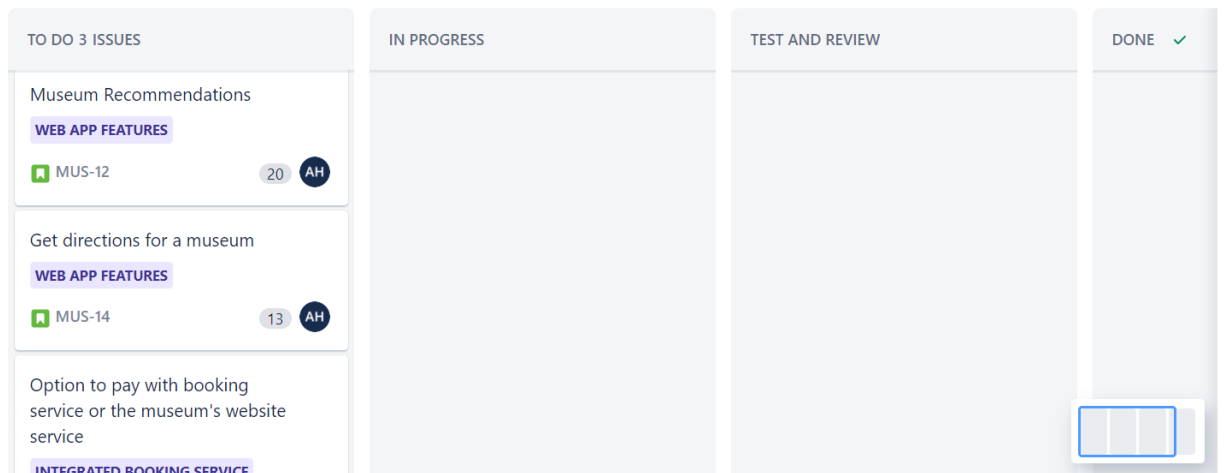 TO DO 3 ISSUES
IN PROGRESS
TEST AND REVIEW
DONE
Museum Recommendations
WEB APP FEATURES
MUS-12
20
AH
Get directions for a museum
WEB APP FEATURES
MUS-14
13
AH
Option to pay with booking
service or the museum's website
service
INTEGRATED BOOKING SERVICE